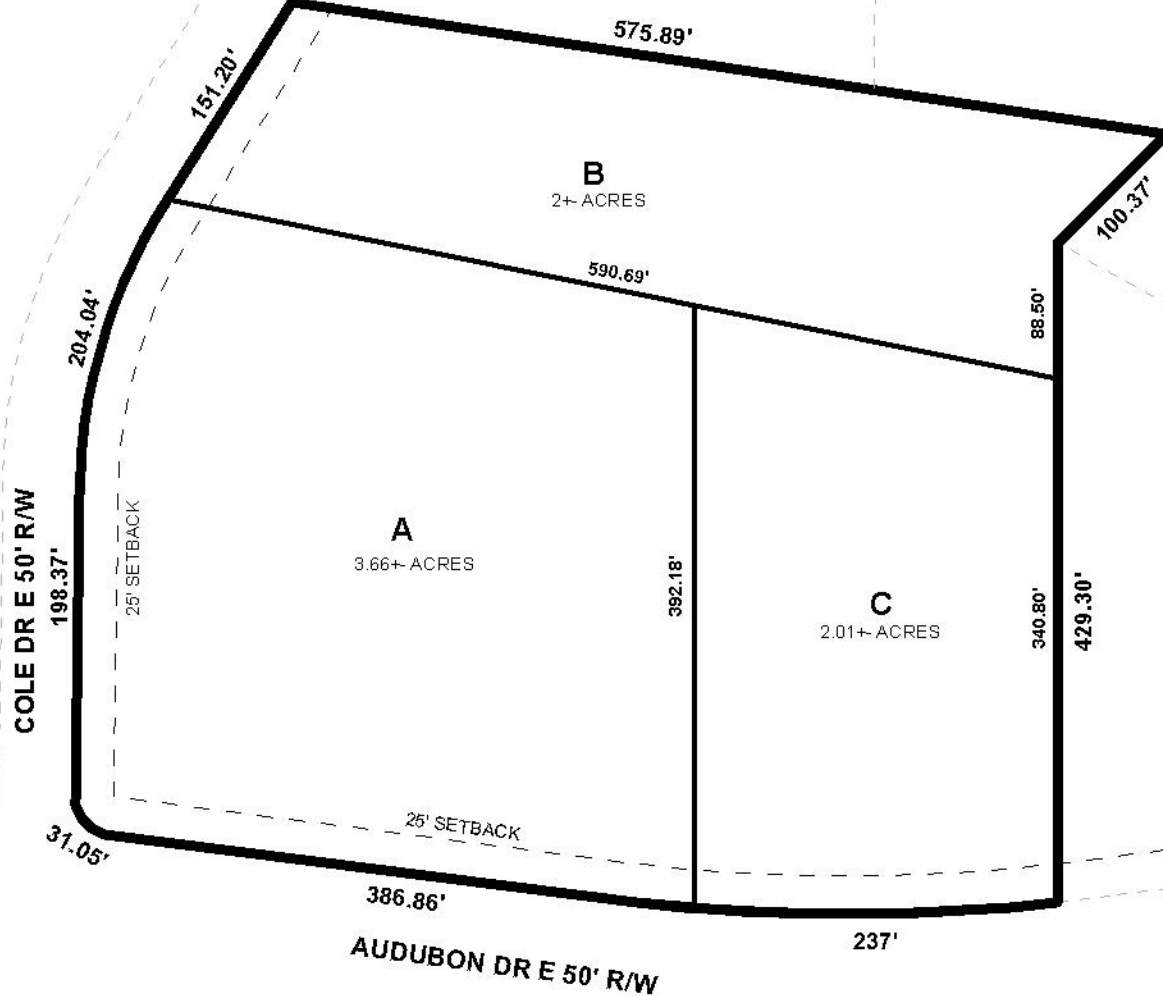 575.89'
151.20'
B
2+- ACRES
100.37'
590.69'
88.50'
204.04'
A
3.66+- ACRES
COLE DR E 50' R/W
198.37'
25' SETBACK
392.18'
C
2.01+- ACRES
340.80'
429.30'
25' SETBACK
31.05'
386.86'
237'
AUDUBON DR E 50' R/W